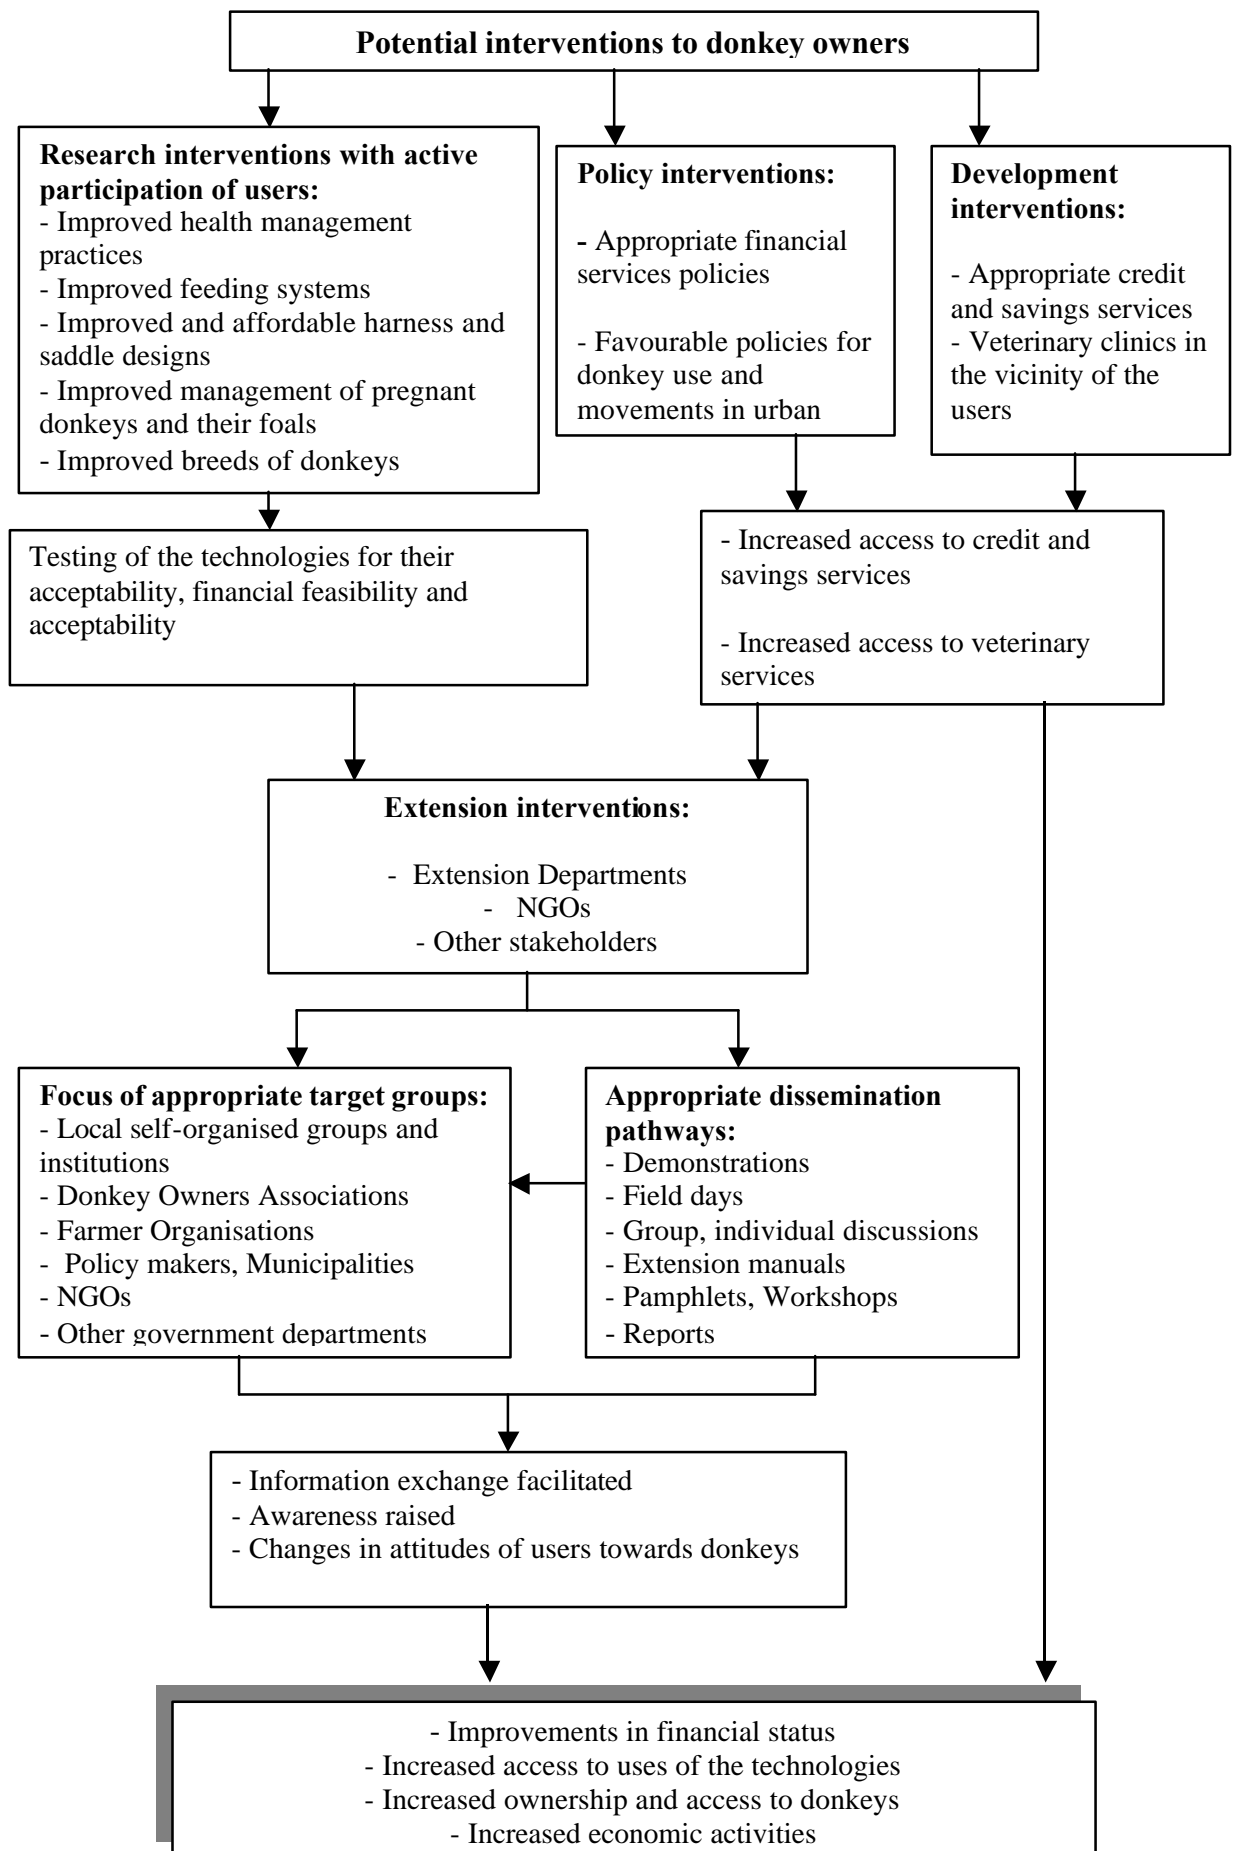 Potential interventions to donkey owners
Research interventions with active
participation of users:
- Improved health management
practices
- Improved feeding systems
- Improved and affordable harness and
saddle designs
- Improved management of pregnant
donkeys and their foals
- Improved breeds of donkeys
Policy interventions:
- Appropriate financial
services policies
- Favourable policies for
donkey use and
movements in urban
Development
interventions:
- Appropriate credit
and savings services
- Veterinary clinics in
the vicinity of the
users
Testing of the technologies for their
acceptability, financial feasibility and
acceptability
- Increased access to credit and
savings services
- Increased access to veterinary
services
Extension interventions:
- Extension Departments
- NGOs
- Other stakeholders
Focus of appropriate target groups:
- Local self-organised groups and
institutions
- Donkey Owners Associations
- Farmer Organisations
- Policy makers, Municipalities
- NGOs
- Other government departments
Appropriate dissemination
pathways:
- Demonstrations
- Field days
- Group, individual discussions
- Extension manuals
- Pamphlets, Workshops
- Reports
- Information exchange facilitated
- Awareness raised
- Changes in attitudes of users towards donkeys
- Improvements in financial status
- Increased access to uses of the technologies
- Increased ownership and access to donkeys
- Increased economic activities